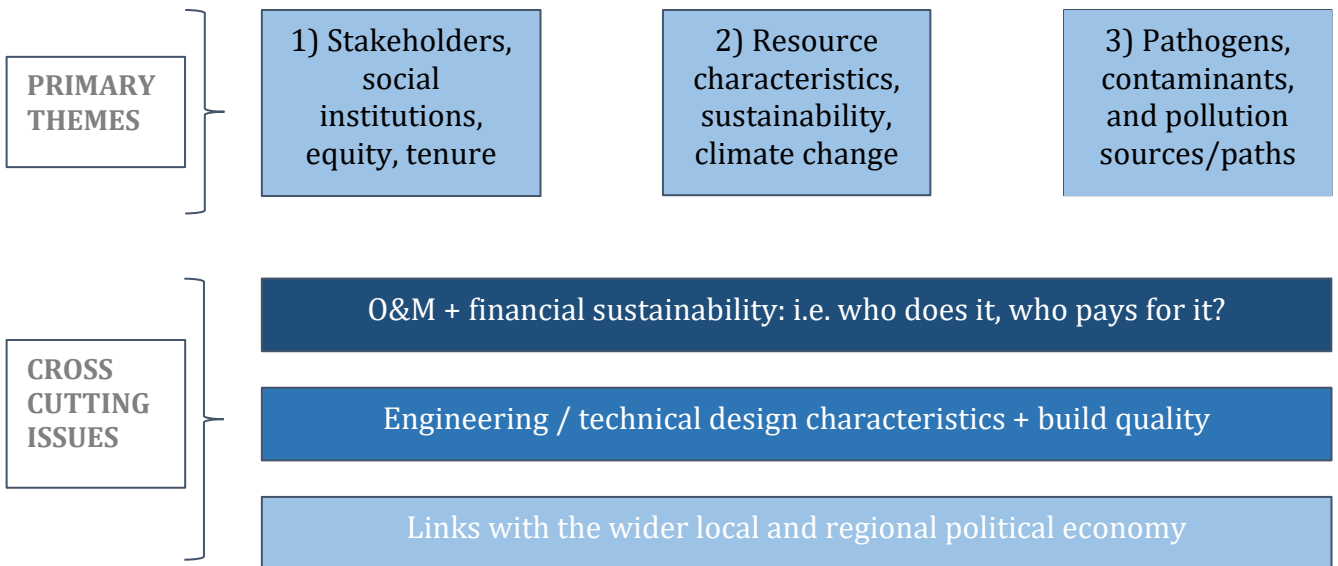 PRIMARY
THEMES
1) Stakeholders,
social
institutions,
equity, tenure
2) Resource
characteristics,
sustainability,
climate change
3) Pathogens,
contaminants,
and pollution
sources/paths
CROSS
CUTTING
ISSUES
O&M + financial sustainability: i.e. who does it, who pays for it?
Engineering / technical design characteristics + build quality
Links with the wider local and regional political economy